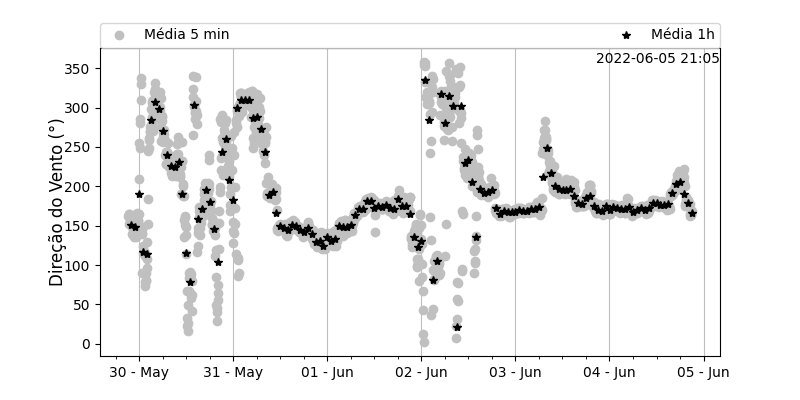 Média 5 min
Média 1h
2022-06-05 21:05
Direção do Vento (°)
350
300
250
200
150
100
50
0
30 - May
31 - May
01 - Jun
02 - Jun
03 - Jun
04 - Jun
05 - Jun